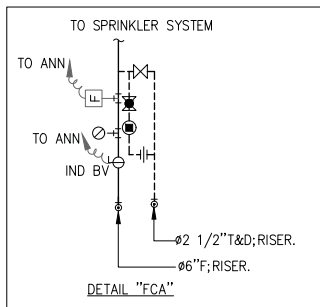 TO SPRINKLER SYSTEM
TO ANN
F
TO ANN
IND BV
ø2 1/2"T&D;RISER.
ø6"F;RISER.
DETAIL "FCA"